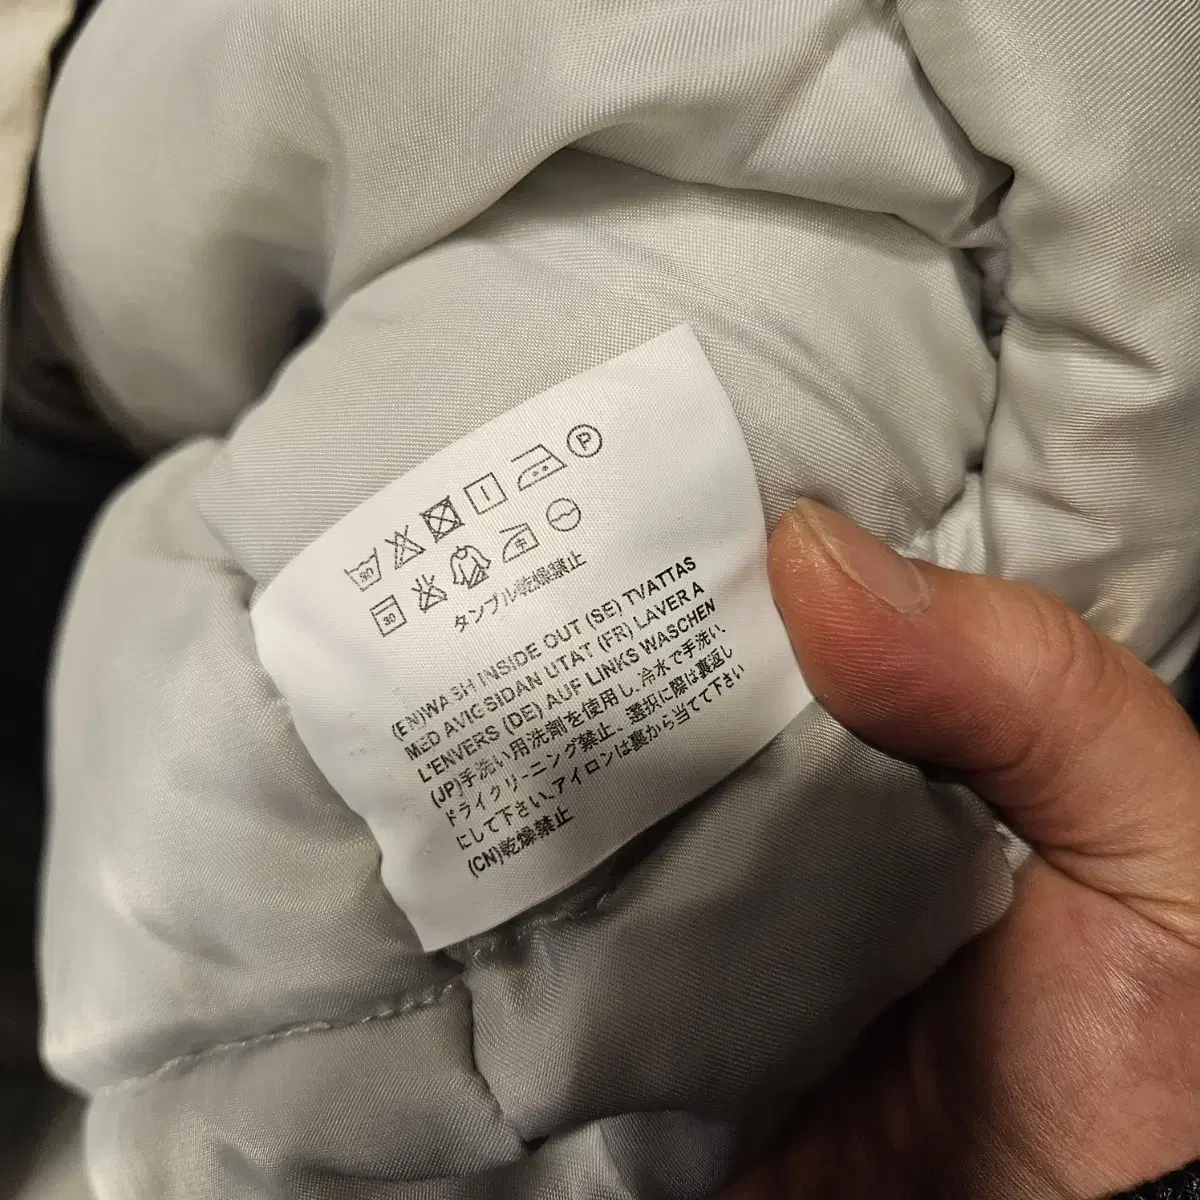 P
30
30
中
タンブル乾燥禁止
(EN)WASH INSIDE OUT (SE) TVATTAS
MED AVIGSIDAN UTAT (FR) LAVER A
L'ENVERS (DE) AUF LINKS WASCHEN
(JP)手洗い用洗剤を使用し、冷水で手洗い、
ドライクリーニング禁止、選択に際は裏返し
にして下さい、アイロンは裏から当てて下さい
(CN)乾燥禁止